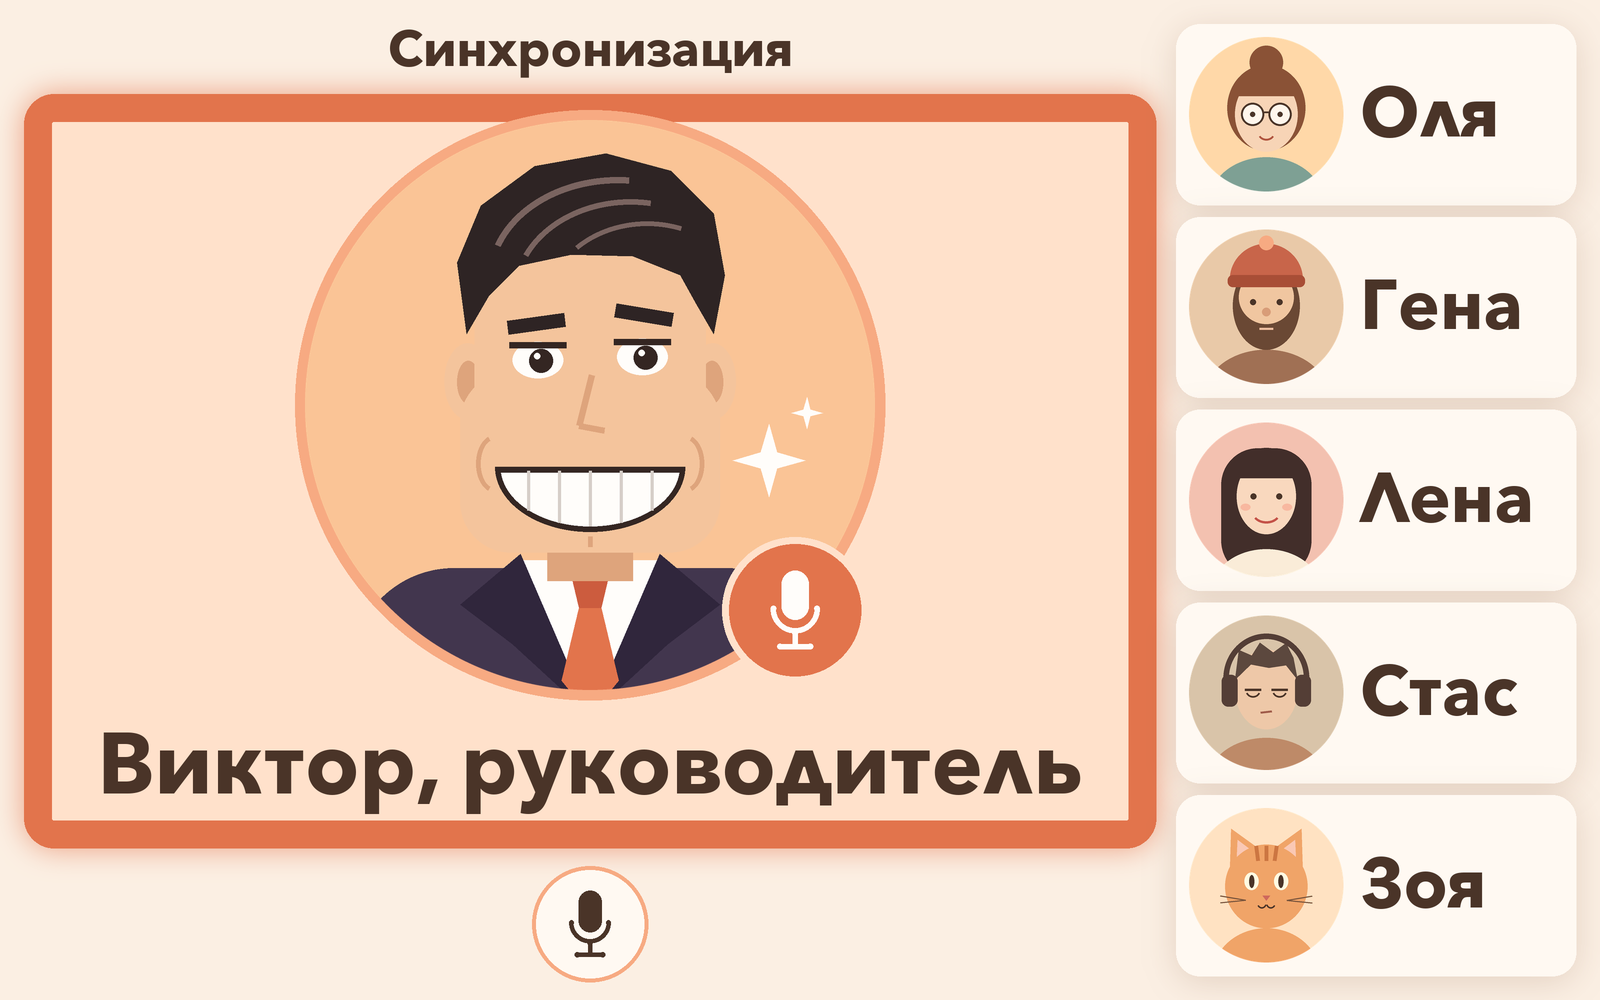 Синхронизация
Виктор, руководитель
Оля
Гена
Лена
Стас
Зоя